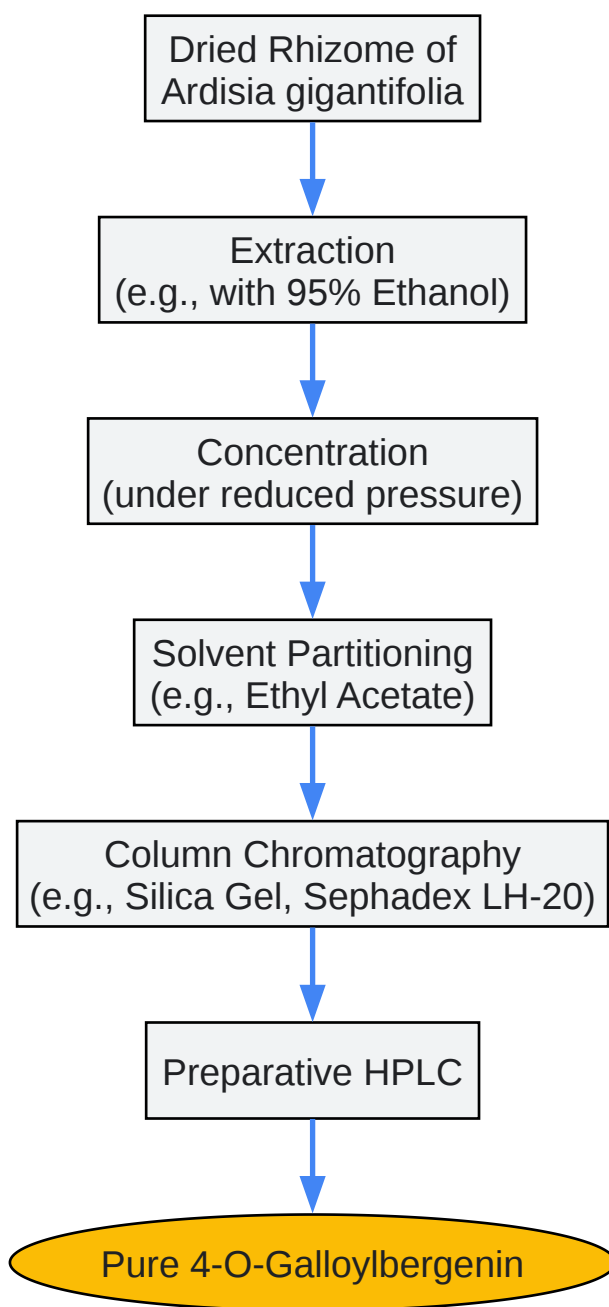 Dried Rhizome of
Ardisia gigantifolia
Extraction
(e.g., with 95% Ethanol)
Concentration
(under reduced pressure)
Solvent Partitioning
(e.g., Ethyl Acetate)
Column Chromatography
(e.g., Silica Gel, Sephadex LH-20)
Preparative HPLC
Pure 4-O-Galloylbergenin